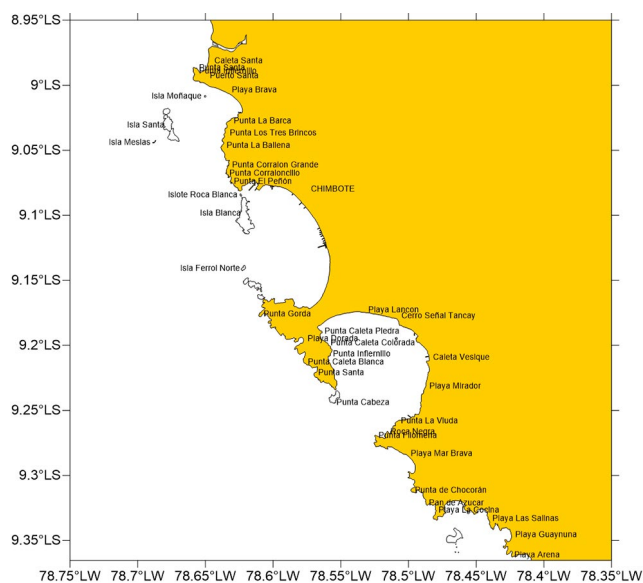 8.95°LS
Caleta Santa
Punta Santa
Punta Infiernillo
9°LS
Puerto Santa
Playa Brava
Isla Moñaque
Punta La Barca
Isla Santa
Punta Los Tres Brincos
Isla Mesías
Punta La Ballena
9.05°LS
Punta Corralon Grande
Punta Corraloncillo
Punta El Peñón
CHIMBOTE
Islote Roca Blanca
9.1°LS
Isla Blanca
Isla Ferrol Norte
9.15°LS
Playa Lancon
Punta Gorda
Cerro Señal Tancay
Punta Caleta Piedra
Playa Dorada
Punta Caleta Colorada
9.2°LS
Punta Infiernillo
Caleta Vesique
Punta Caleta Blanca
Punta Santa
Playa Mirador
Punta Cabeza
9.25°LS
Punta La Viuda
Roca Negra
Punta Filomena
Playa Mar Brava
9.3°LS
Punta de Chocorán
Pan de Azucar
Playa La Cocina
Playa Las Salinas
Playa Guaynuna
9.35°LS
Playa Arena
78.75°LW 78.7°LW 78.65°LW 78.6°LW 78.55°LW 78.5°LW 78.45°LW 78.4°LW 78.35°LW